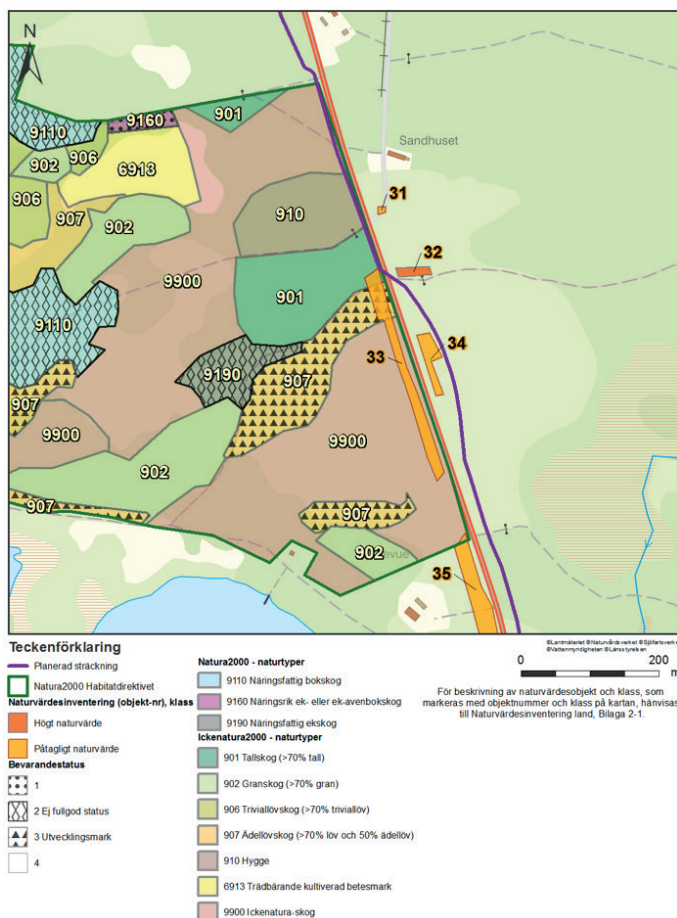 N
9110
9160
901
Sandhuset
902
906
6913
31
906
907
902
910
32
9900
901
9110
33
34
9190
907
907
9900
9900
902
907
907
902
35
Teckenförklaring
Planerad sträckning
Natura2000 Habitatdirektivet
Naturvärdesinventering (objekt-nr), klass
Högt naturvärde
Påtagligt naturvärde
Bevarandestatus
1
2 Ej fullgod status
3 Utvecklingsmark
4
Natura2000 - naturtyper
9110 Näringsfattig bokskog
9160 Näringsrik ek- eller ek-avenbokskog
9190 Näringsfattig ekskog
Ickenatura2000 - naturtyper
901 Tallskog (>70% tall)
902 Granskog (>70% gran)
906 Triviallövskog (>70% triviallöv)
907 Ädellövskog (>70% löv och 50% ädellöv)
910 Hygge
6913 Trädbärande kultiverad betesmark
9900 Ickenatura-skog
©Lantmäteriet ©Naturvårdsverket ©Sjöfartsverket
©Vattenmyndigheten ©Länsstyrelsen
0 200
m
För beskrivning av naturvärdesobjekt och klass, som
markeras med objektnummer och klass på kartan, hänvisas
till Naturvärdesinventering land, Bilaga 2-1.